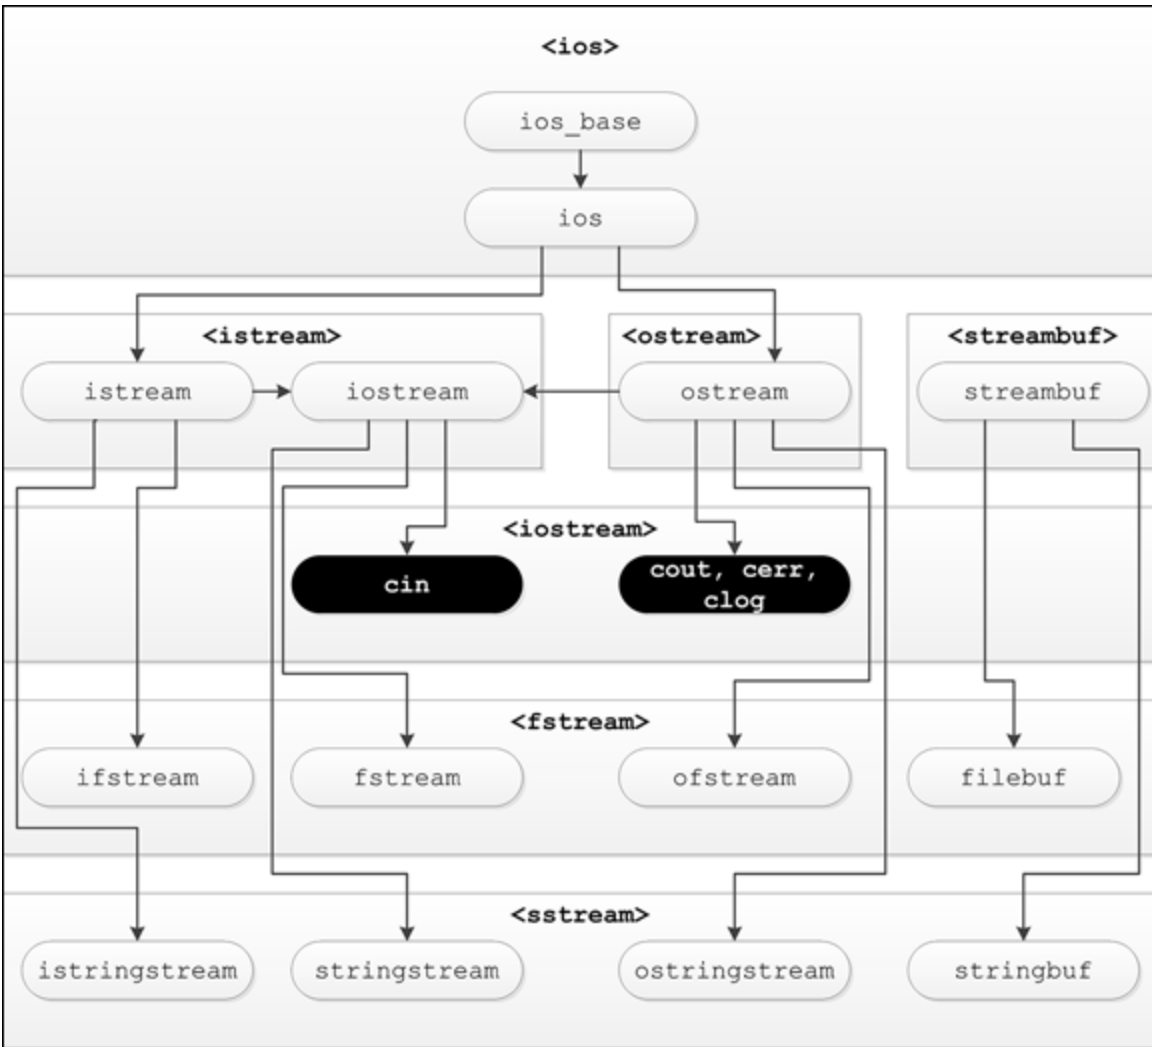 <ios>
ios_base
ios
<istream>
<ostream>
<streambuf>
istream
iostream
ostream
streambuf
<iostream>
cin
cout, cerr,
clog
<fstream>
ifstream
fstream
ofstream
filebuf
<sstream>
istringstream
stringstream
ostringstream
stringbuf